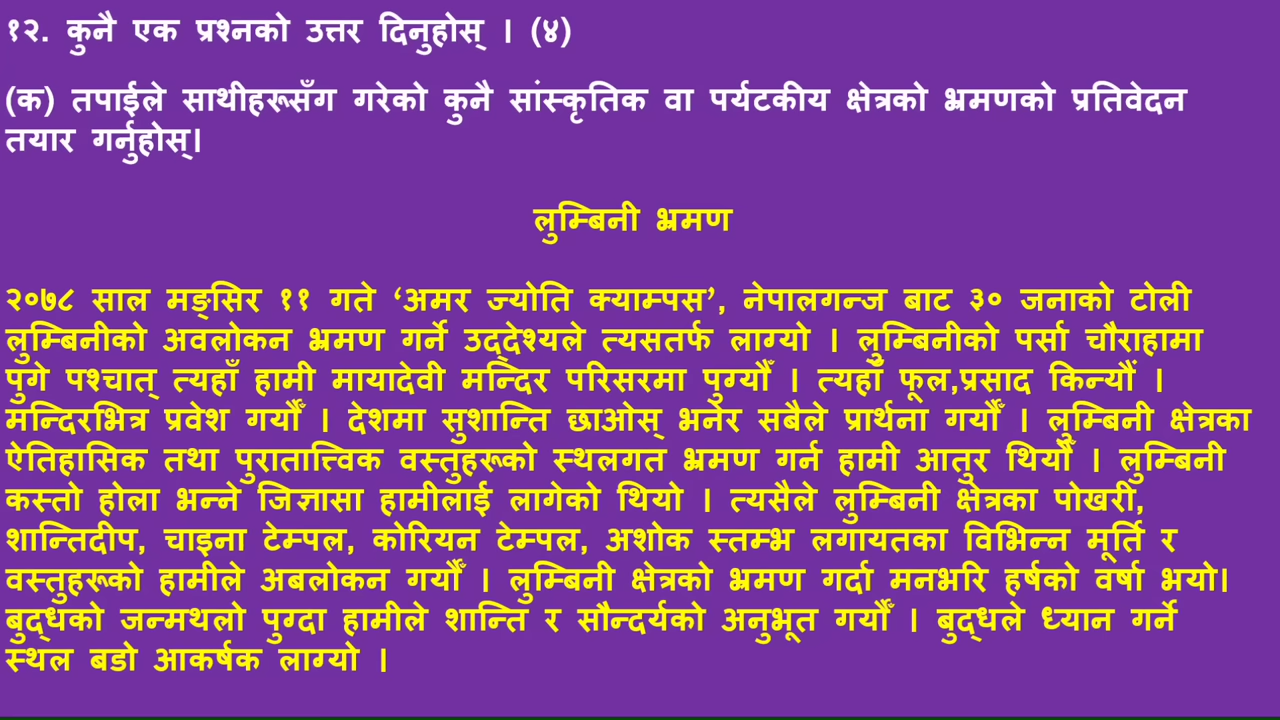 १२. कुनै एक प्रश्नको उत्तर दिनुहोस् । (४)
(क) तपाईले साथीहरूसँग गरेको कुनै सांस्कृतिक वा पर्यटकीय क्षेत्रको भ्रमणको प्रतिवेदन
तयार गर्नुहोस्।
लुम्बिनी भ्रमण
२०७८ साल मङ्सिर ११ गते ‘अमर ज्योति क्याम्पस’, नेपालगन्ज बाट ३० जनाको टोली
लुम्बिनीको अवलोकन भ्रमण गर्ने उद्देश्यले त्यसतर्फ लाग्यो । लुम्बिनीको पर्सा चौराहामा
पुगे पश्चात् त्यहाँ हामी मायादेवी मन्दिर परिसरमा पुग्यौँ । त्यहाँ फूल,प्रसाद किन्यौं ।
मन्दिरभित्र प्रवेश गर्यौँ । देशमा सुशान्ति छाओस् भनेर सबैले प्रार्थना गर्यौँ । लुम्बिनी क्षेत्रका
ऐतिहासिक तथा पुरातात्त्विक वस्तुहरूको स्थलगत भ्रमण गर्न हामी आतुर थियौँ । लुम्बिनी
कस्तो होला भन्ने जिज्ञासा हामीलाई लागेको थियो । त्यसैले लुम्बिनी क्षेत्रका पोखरी,
शान्तिदीप, चाइना टेम्पल, कोरियन टेम्पल, अशोक स्तम्भ लगायतका विभिन्न मूर्ति र
वस्तुहरूको हामीले अबलोकन गर्यौँ । लुम्बिनी क्षेत्रको भ्रमण गर्दा मनभरि हर्षको वर्षा भयो।
बुद्धको जन्मथलो पुग्दा हामीले शान्ति र सौन्दर्यको अनुभूत गर्यौँ । बुद्धले ध्यान गर्ने
स्थल बडो आकर्षक लाग्यो ।